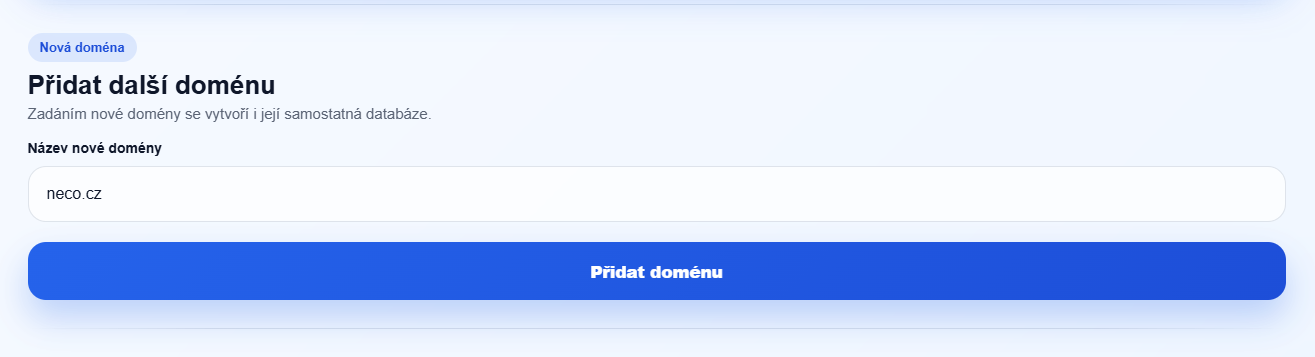 Nová doména
Přidat další doménu
Zadáním nové domény se vytvoří i její samostatná databáze.
Název nové domény
neco.cz
Přidat doménu